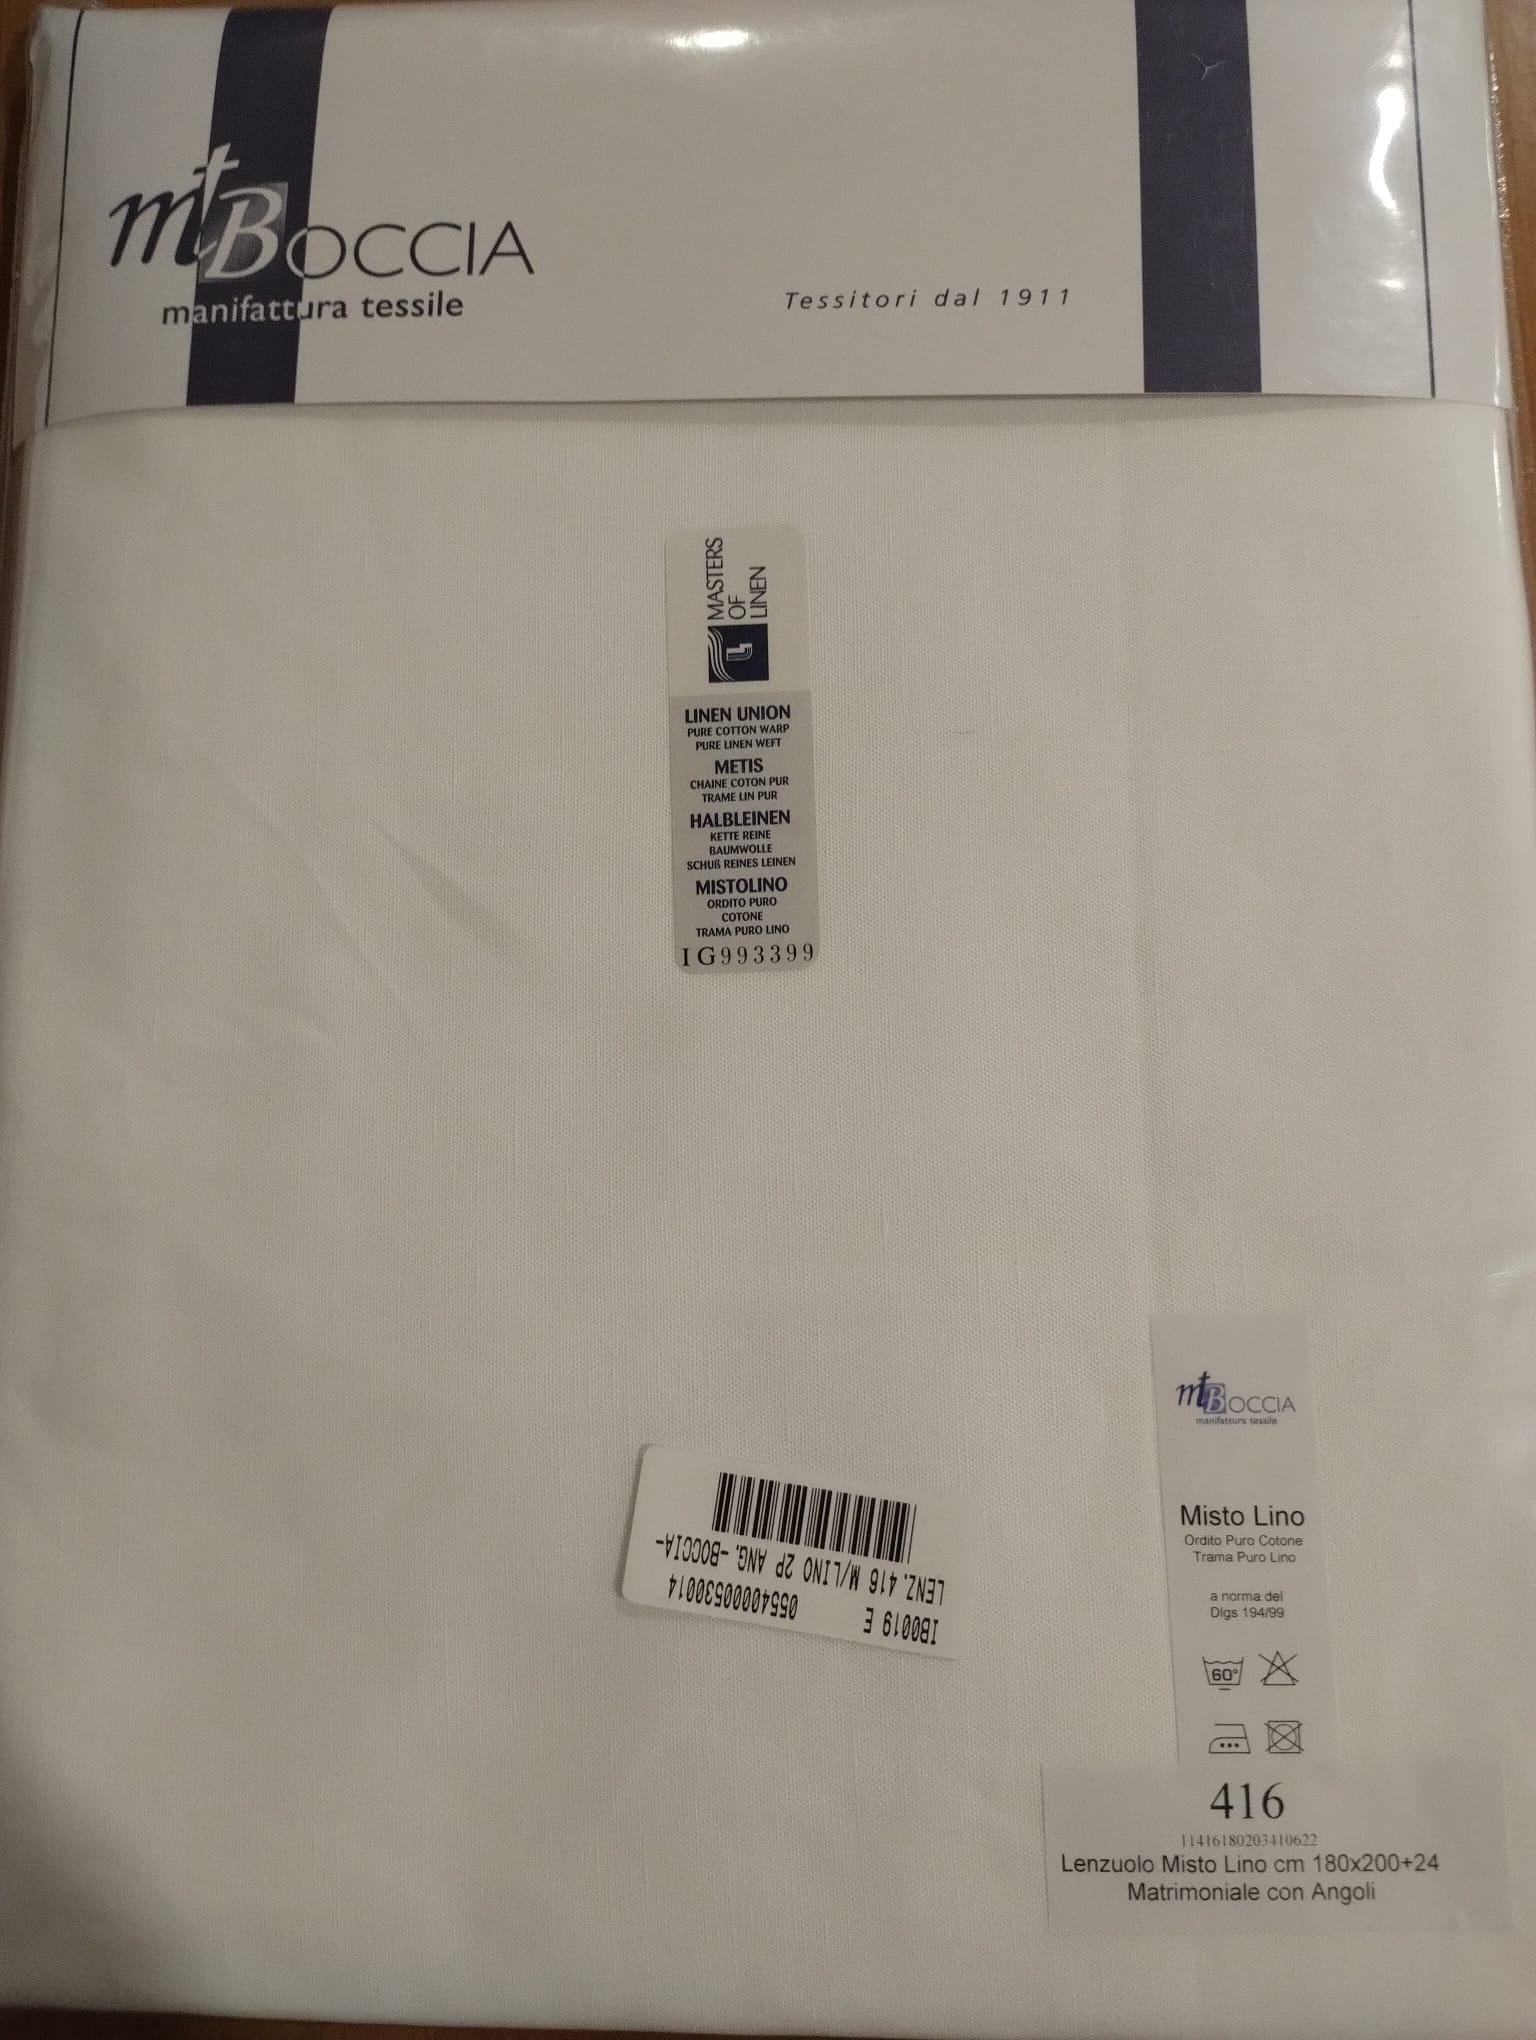 mtBOCCIA
manifattura tessile
Tessitori dal 1911
MASTERS
OF
LINEN
L
LINEN UNION
PURE COTTON WARP
PURE LINEN WEFT
METIS
CHAINE COTON PUR
TRAME LIN PUR
HALBLEINEN
KETTE REINE
BAUMWOLLE
SCHUß REINES LEINEN
MISTOLINO
ORDITO PURO
COTONE
TRAMA PURO LINO
IG993399
IB0019 E 05540000530014
LENZ. 416 M/LINO 2P ANG. -BOCCIA-
mtBOCCIA
manifattura tessile
Misto Lino
Ordito Puro Cotone
Trama Puro Lino
a norma del
Dlgs 194/99
60°
416
11416180203410622
Lenzuolo Misto Lino cm 180x200+24
Matrimoniale con Angoli